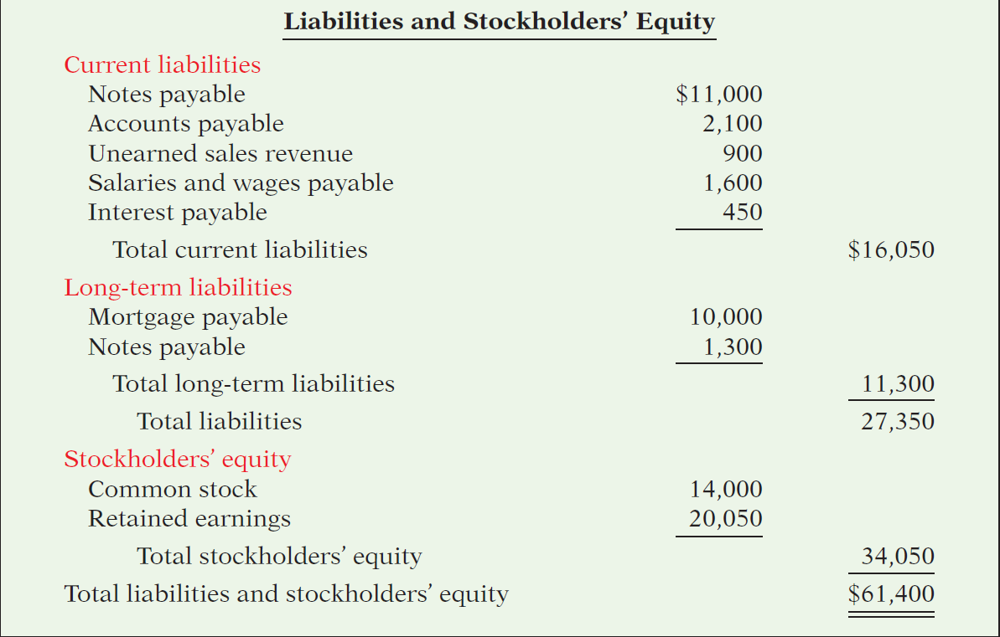 Liabilities and Stockholders’ Equity
Current liabilities
Notes payable $11,000
Accounts payable 2,100
Unearned sales revenue 900
Salaries and wages payable 1,600
Interest payable 450
Total current liabilities $16,050
Long-term liabilities
Mortgage payable 10,000
Notes payable 1,300
Total long-term liabilities 11,300
Total liabilities 27,350
Stockholders’ equity
Common stock 14,000
Retained earnings 20,050
Total stockholders’ equity 34,050
Total liabilities and stockholders’ equity $61,400